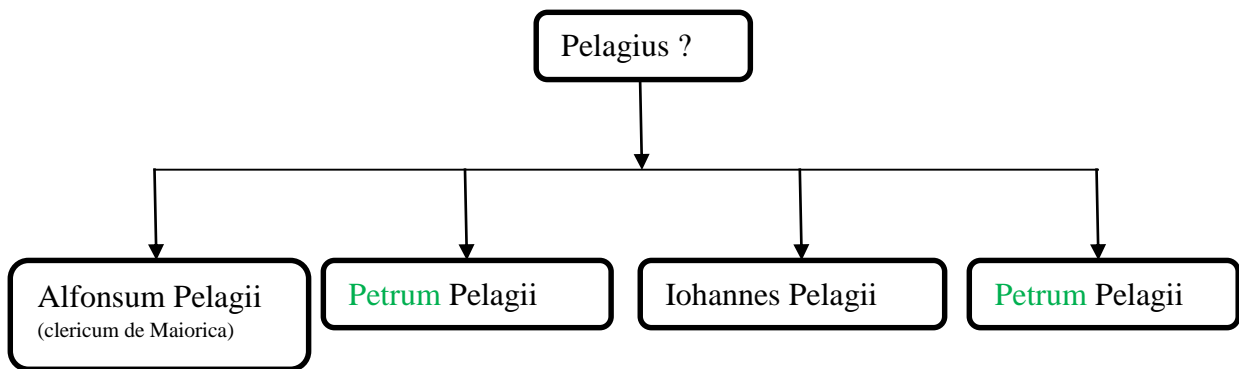 Pelagius ?
Alfonsum Pelagii
(clericum de Maiorica)
Petrum Pelagii
Iohannes Pelagii
Petrum Pelagii